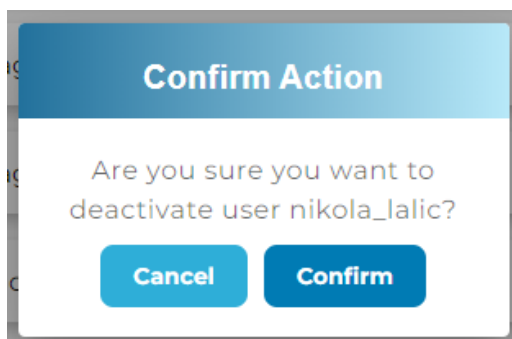 Confirm Action
Are you sure you want to
deactivate user nikola_lalic?
Cancel
Confirm